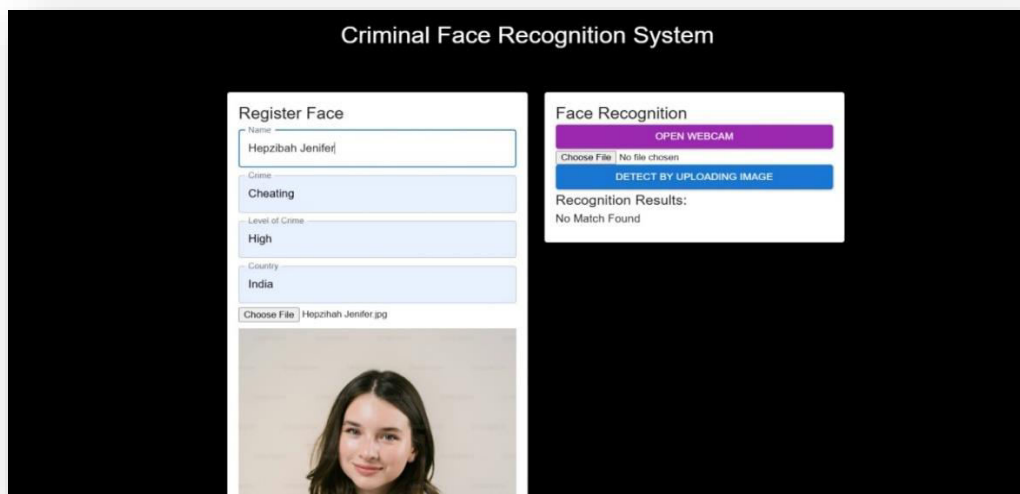 Criminal Face Recognition System
Register Face
Name
Hepzibah Jenifer
Crime
Cheating
Level of Crime
High
Country
India
Choose File Hepzihah Jenifer.jpg
Face Recognition
OPEN WEBCAM
Choose File No file chosen
DETECT BY UPLOADING IMAGE
Recognition Results:
No Match Found